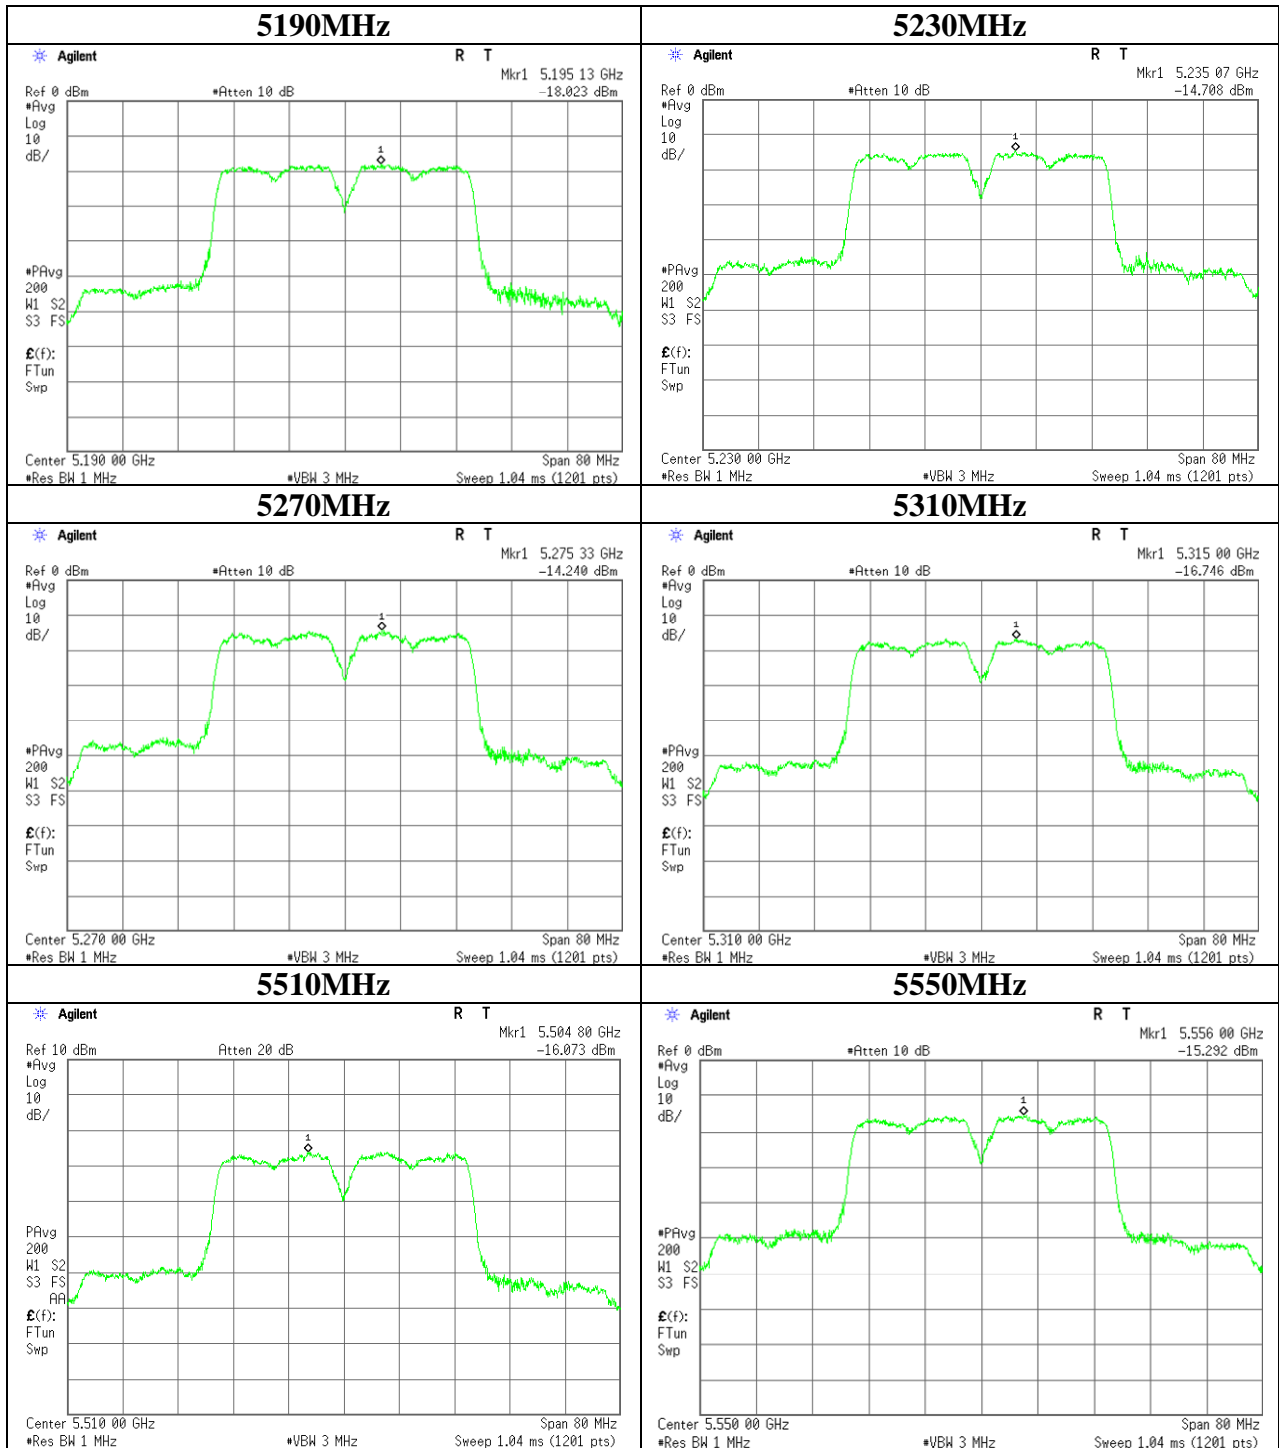 5190MHz
Agilent
R T
Mkr1 5.195 13 GHz
Ref 0 dBm #Atten 10 dB -18.023 dBm
#Avg
Log
10
dB/
1
#PAvg
200
W1 S2
S3 FS
£(f):
FTun
Swp
Center 5.190 00 GHz Span 80 MHz
#Res BW 1 MHz #VBW 3 MHz Sweep 1.04 ms (1201 pts)
5230MHz
Agilent
R T
Mkr1 5.235 07 GHz
Ref 0 dBm #Atten 10 dB -14.708 dBm
#Avg
Log
10
dB/
1
#PAvg
200
W1 S2
S3 FS
£(f):
FTun
Swp
Center 5.230 00 GHz Span 80 MHz
#Res BW 1 MHz #VBW 3 MHz Sweep 1.04 ms (1201 pts)
5270MHz
Agilent
R T
Mkr1 5.275 33 GHz
Ref 0 dBm #Atten 10 dB -14.240 dBm
#Avg
Log
10
dB/
1
#PAvg
200
W1 S2
S3 FS
£(f):
FTun
Swp
Center 5.270 00 GHz Span 80 MHz
#Res BW 1 MHz #VBW 3 MHz Sweep 1.04 ms (1201 pts)
5310MHz
Agilent
R T
Mkr1 5.315 00 GHz
Ref 0 dBm #Atten 10 dB -16.746 dBm
#Avg
Log
10
dB/
1
#PAvg
200
W1 S2
S3 FS
£(f):
FTun
Swp
Center 5.310 00 GHz Span 80 MHz
#Res BW 1 MHz #VBW 3 MHz Sweep 1.04 ms (1201 pts)
5510MHz
Agilent
R T
Mkr1 5.504 80 GHz
Ref 10 dBm Atten 20 dB -16.073 dBm
#Avg
Log
10
dB/
1
PAvg
200
W1 S2
S3 FS
AA
£(f):
FTun
Swp
Center 5.510 00 GHz Span 80 MHz
#Res BW 1 MHz #VBW 3 MHz Sweep 1.04 ms (1201 pts)
5550MHz
Agilent
R T
Mkr1 5.556 00 GHz
Ref 0 dBm #Atten 10 dB -15.292 dBm
#Avg
Log
10
dB/
1
#PAvg
200
W1 S2
S3 FS
£(f):
FTun
Swp
Center 5.550 00 GHz Span 80 MHz
#Res BW 1 MHz #VBW 3 MHz Sweep 1.04 ms (1201 pts)